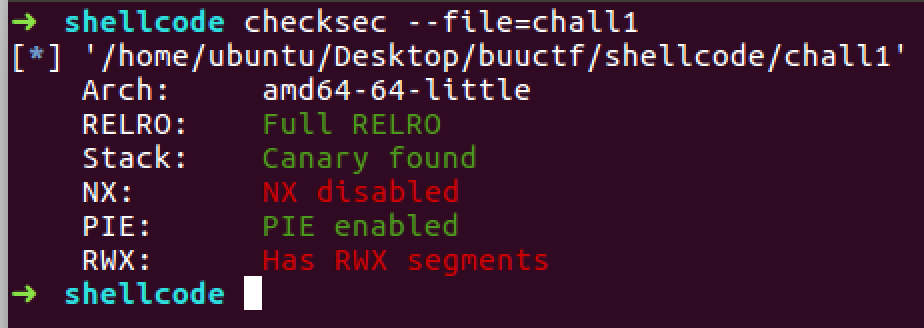 ➜ shellcode checksec --file=chall1
[*] '/home/ubuntu/Desktop/buuctf/shellcode/chall1'
Arch: amd64-64-little
RELRO: Full RELRO
Stack: Canary found
NX: NX disabled
PIE: PIE enabled
RWX: Has RWX segments
➜ shellcode